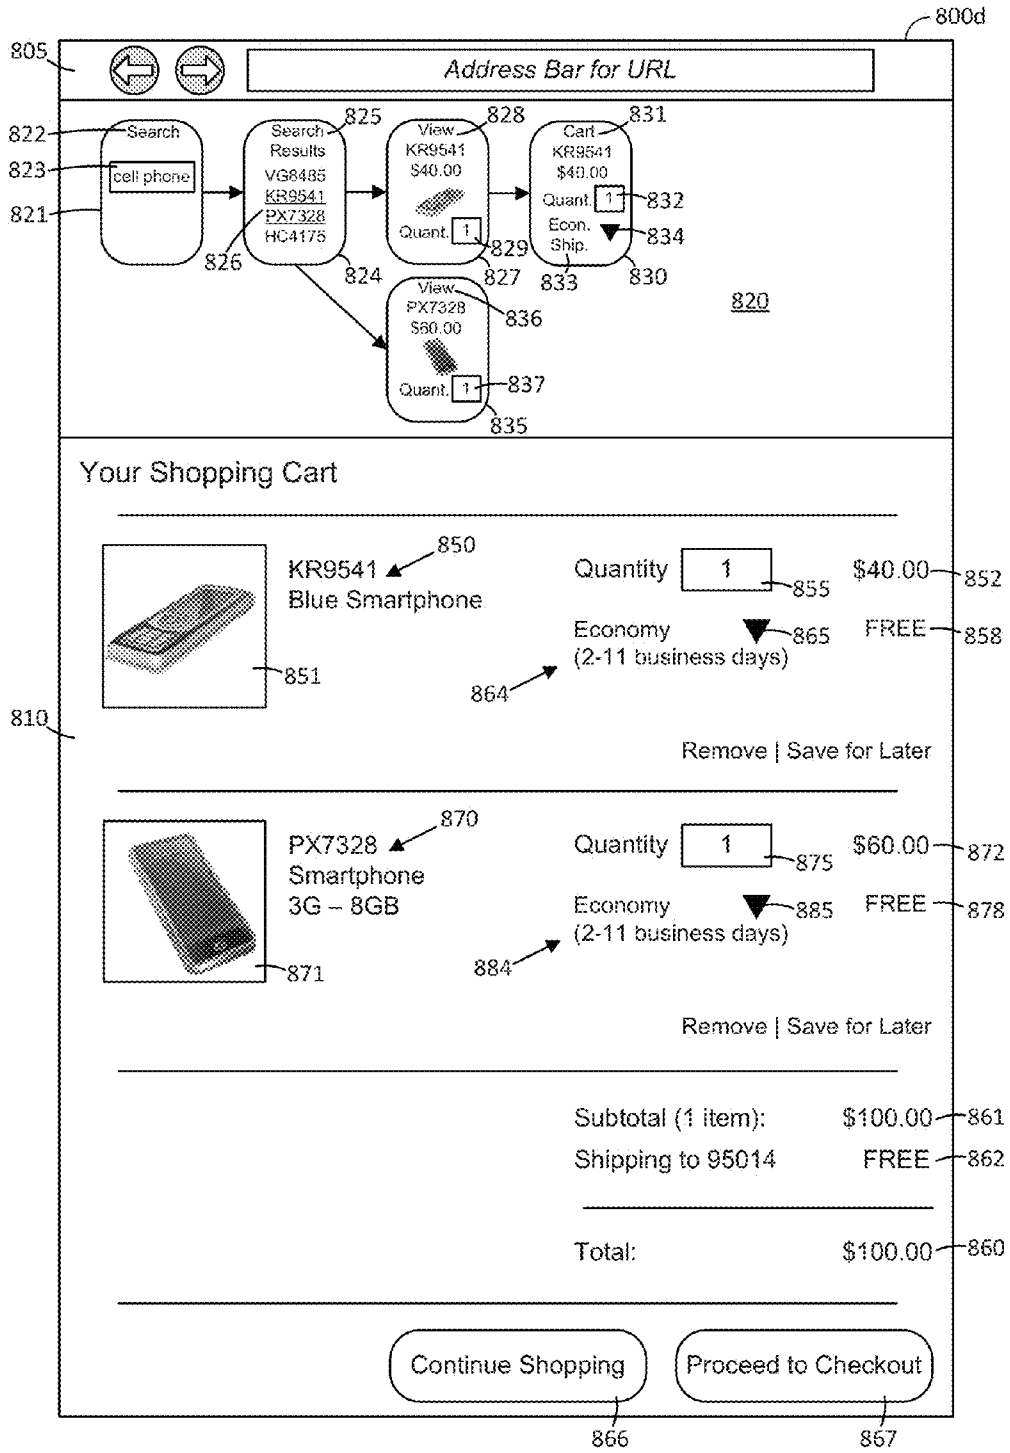 800d
805
Address Bar for URL
822
Search
823
cell phone
821
825
Search
Results
VG8485
KR9541
PX7328
HC4175
826
824
828
View
KR9541
$40.00
Quant. 1
829
827
831
Cart
KR9541
$40.00
Quant. 1
832
Econ.
Ship.
834
833
830
View
836
PX7328
$60.00
Quant. 1
837
835
820
Your Shopping Cart
850
KR9541
Blue Smartphone
851
Quantity 1 $40.00
855
852
Economy
(2-11 business days)
865
FREE
858
864
810
Remove | Save for Later
870
PX7328
Smartphone
3G – 8GB
871
Quantity 1 $60.00
875
872
Economy
(2-11 business days)
885
FREE
878
884
Remove | Save for Later
Subtotal (1 item): $100.00
861
Shipping to 95014 FREE
862
Total: $100.00
860
Continue Shopping
Proceed to Checkout
866
867